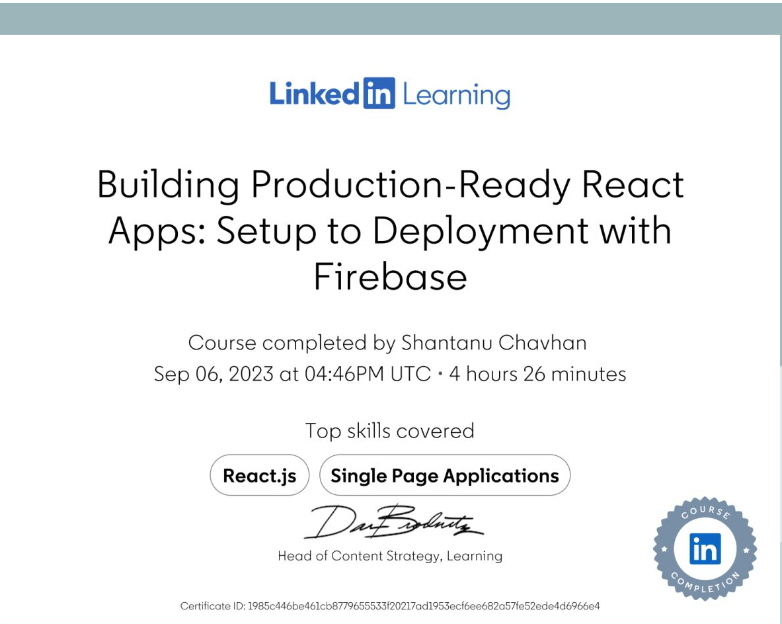 Linked in Learning
Building Production-Ready React
Apps: Setup to Deployment with
Firebase
Course completed by Shantanu Chavhan
Sep 06, 2023 at 04:46PM UTC • 4 hours 26 minutes
Top skills covered
React.js Single Page Applications
Head of Content Strategy, Learning
COURSE
in
COMPLETION
Certificate ID: 1985c446be461cb8779655533f20217ad1953ecf6ee682a57fe52ede4d6966e4